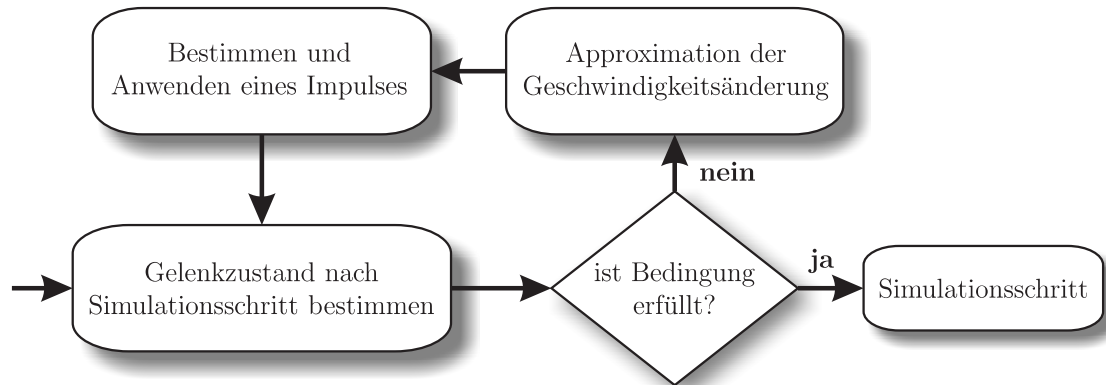 Bestimmen und
Anwenden eines Impulses
Approximation der
Geschwindigkeitsänderung
nein
Gelenkzustand nach
Simulationsschritt bestimmen
ist Bedingung
erfüllt?
ja
Simulationsschritt